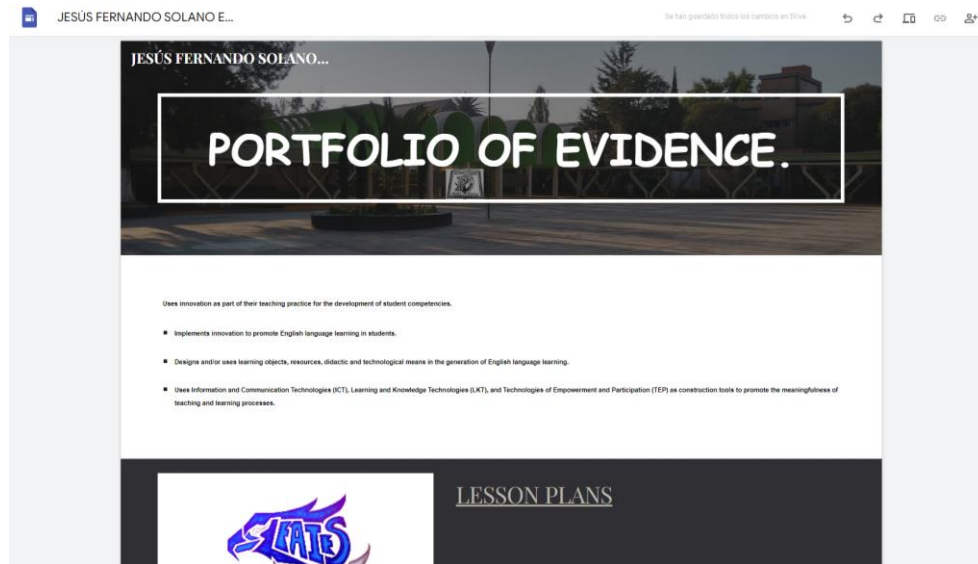 JESÚS FERNANDO SOLANO E...
Se han guardado todos los cambios en Drive
JESÚS FERNANDO SOLANO...
PORTFOLIO OF EVIDENCE.
Uses innovation as part of their teaching practice for the development of student competencies.
Implements innovation to promote English language learning in students.
Designs and/or uses learning objects, resources, didactic and technological means in the generation of English language learning.
Uses Information and Communication Technologies (ICT), Learning and Knowledge Technologies (LKT), and Technologies of Empowerment and Participation (TEP) as construction tools to promote the meaningfulness of
teaching and learning processes.
LESSON PLANS
LEATES